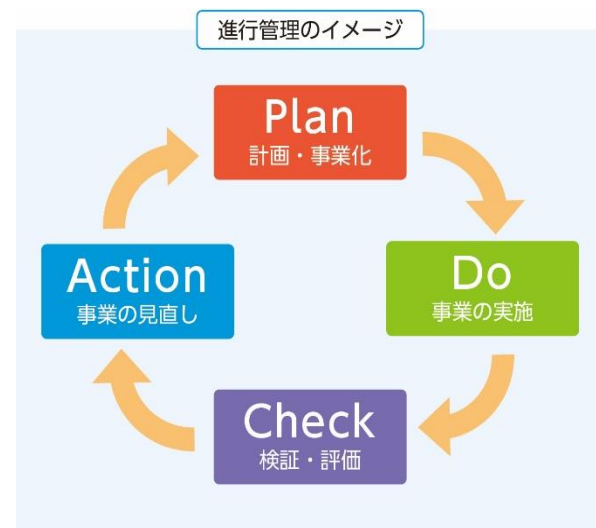 進行管理のイメージ
Plan
計画・事業化
Do
事業の実施
Check
検証・評価
Action
事業の見直し